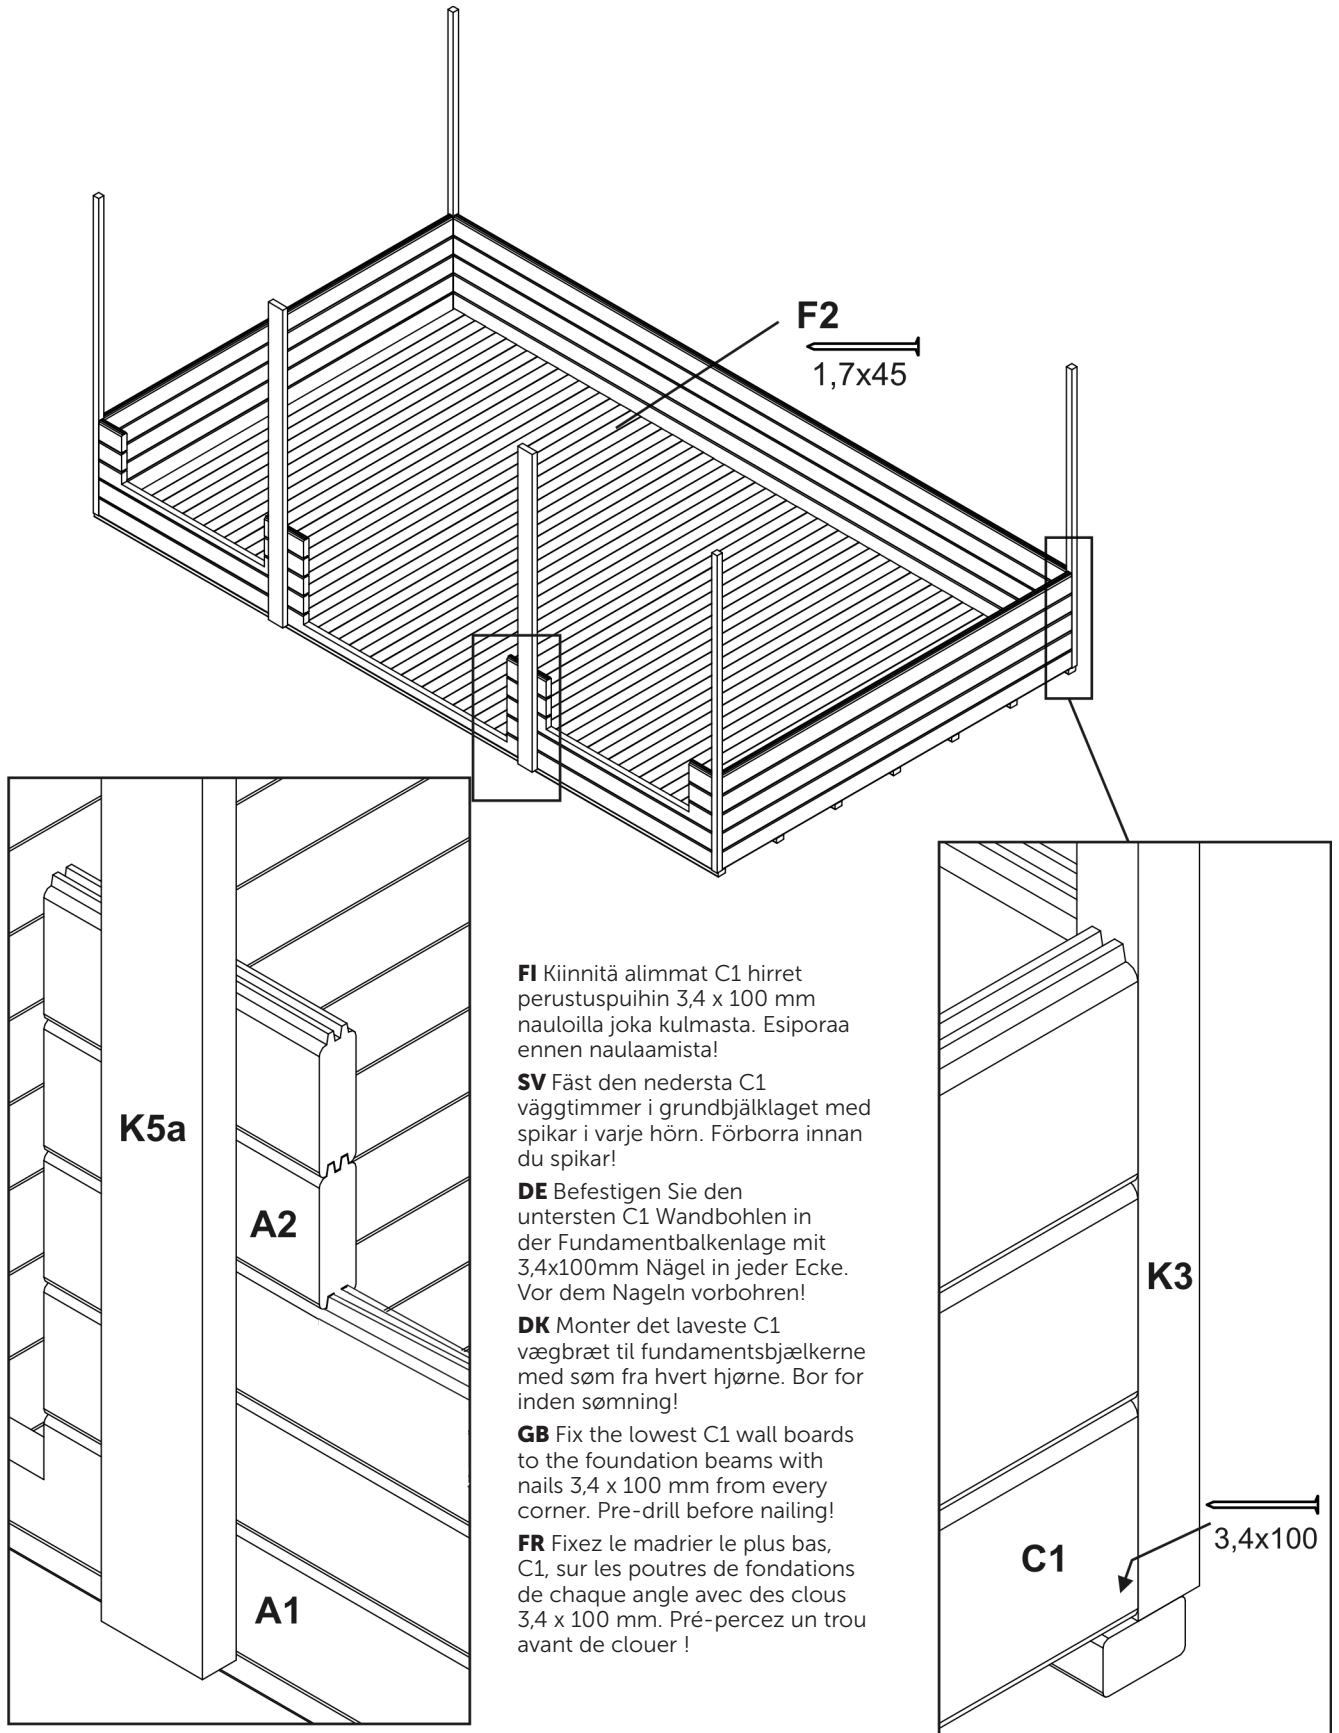 F2
1,7x45
K5a
A2
A1
FI Kiinnitä alimmat C1 hirret
perustuspuihin 3,4 x 100 mm
nauloilla joka kulmasta. Esiporaa
ennen naulaamista!
SV Fäst den nedersta C1
väggtimmer i grundbjälklaget med
spikar i varje hörn. Förborra innan
du spikar!
DE Befestigen Sie den
untersten C1 Wandbohlen in
der Fundamentbalkenlage mit
3,4x100mm Nägel in jeder Ecke.
Vor dem Nageln vorbohren!
DK Monter det laveste C1
vægbræt til fundamentsbjælkerne
med søm fra hvert hjørne. Bor for
inden sømning!
GB Fix the lowest C1 wall boards
to the foundation beams with
nails 3,4 x 100 mm from every
corner. Pre-drill before nailing!
FR Fixez le madrier le plus bas,
C1, sur les poutres de fondations
de chaque angle avec des clous
3,4 x 100 mm. Pré-percez un trou
avant de clouer !
K3
C1
3,4x100